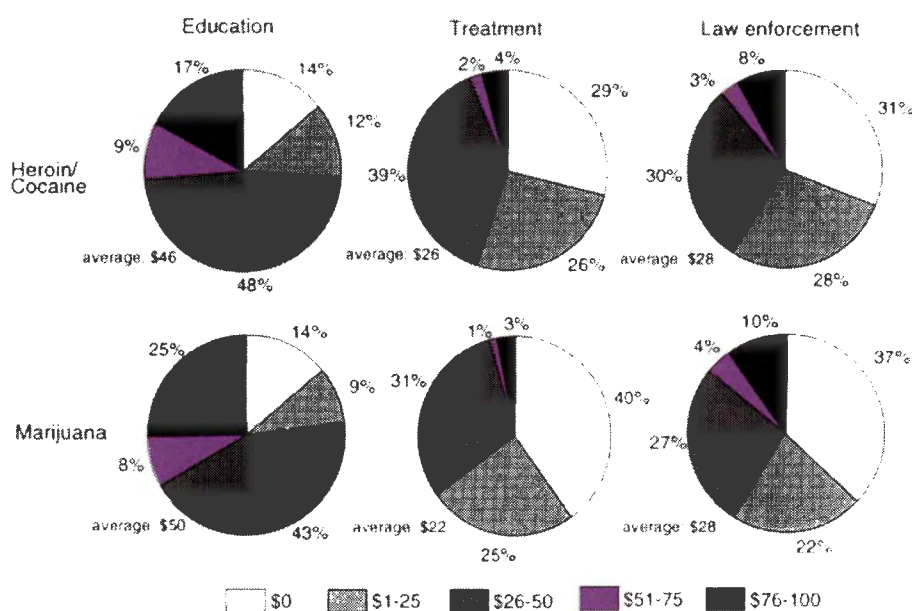 Education Treatment Law enforcement
17% 14% 2% 4% 29% 3% 8% 31%
12%
9%
Heroin/
Cocaine
39% 30%
average: $46 average: $26 average: $28
48% 26% 28%
25% 14% 1% 3% 10%
4% 37%
9% 31% 40%
Marijuana
27%
8%
average: $50 average: $22 average: $28
43% 25% 22%
$0 $1-25 $26-50 $51-75 $76-100